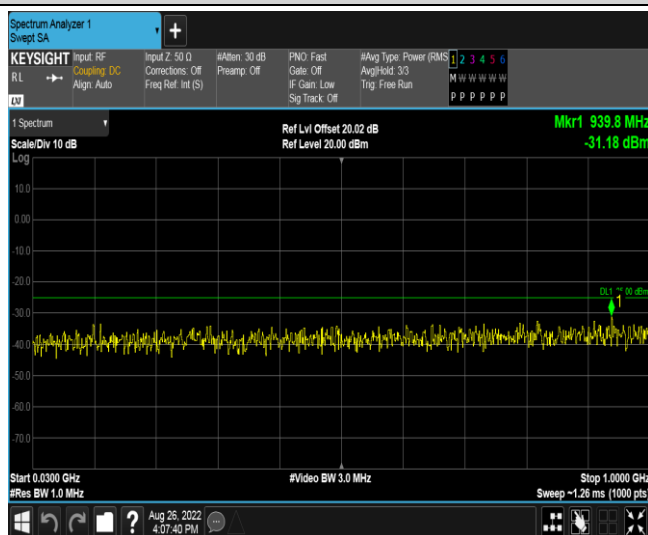 Spectrum Analyzer 1
Swept SA
+
KEYSIGHT
RL
Input: RF
Coupling: DC
Align: Auto
Input Z: 50 Ω
Corrections: Off
Freq Ref: Int (S)
#Atten: 30 dB
Preamp: Off
PNO: Fast
Gate: Off
IF Gain: Low
Sig Track: Off
#Avg Type: Power (RMS
Avg|Hold: 3/3
Trig: Free Run
1 2 3 4 5 6
M W W W W W
P P P P P P
LXI
1 Spectrum
Scale/Div 10 dB
Log
Ref Lvl Offset 20.02 dB
Ref Level 20.00 dBm
Mkr1 939.8 MHz
-31.18 dBm
10.0
0.00
-10.0
-20.0
DL1 00 dBm
1
-30.0
-40.0
-50.0
-60.0
-70.0
Start 0.0300 GHz
#Res BW 1.0 MHz
#Video BW 3.0 MHz
Stop 1.0000 GHz
Sweep ~1.26 ms (1000 pts)
?
Aug 26, 2022
4:07:40 PM